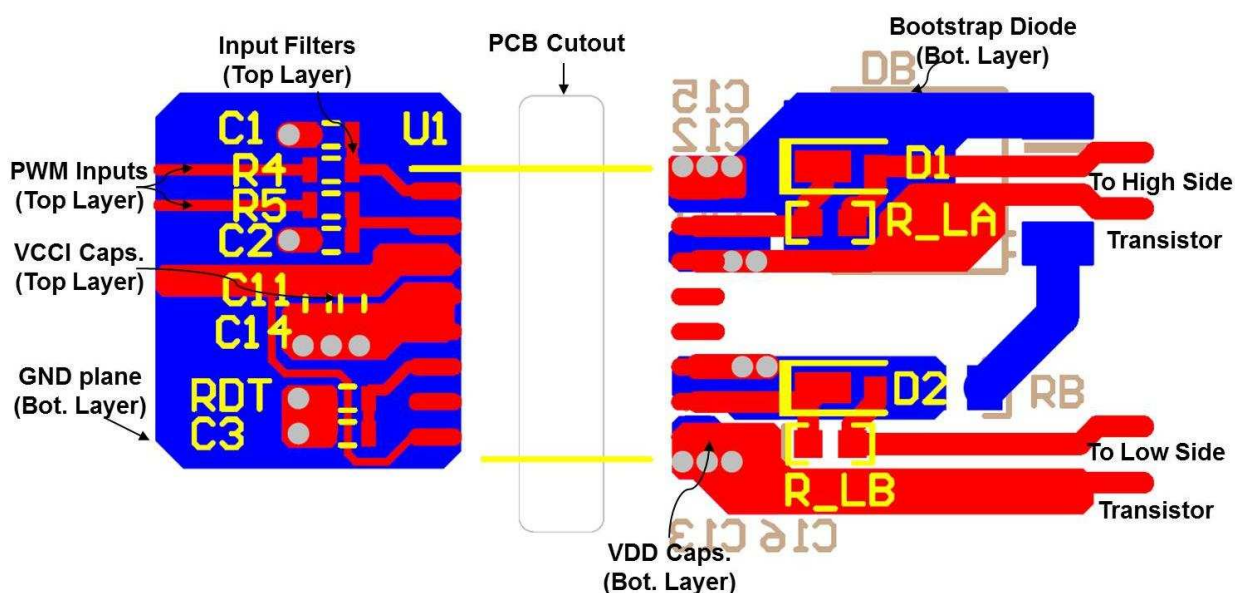 Input Filters
(Top Layer)
PCB Cutout
Bootstrap Diode
(Bot. Layer)
DB
C15
C12
C1
U1
PWM Inputs
(Top Layer)
R4
R5
D1
To High Side
Transistor
R_LA
C2
VCCI Caps.
(Top Layer)
C11
C14
GND plane
(Bot. Layer)
RDT
C3
D2
RB
To Low Side
Transistor
R_LB
C13
C16
VDD Caps.
(Bot. Layer)